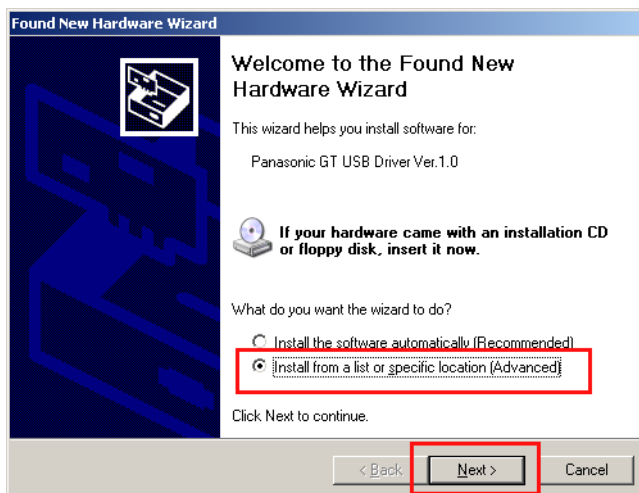 Found New Hardware Wizard
Welcome to the Found New
Hardware Wizard
This wizard helps you install software for:
Panasonic GT USB Driver Ver.1.0
If your hardware came with an installation CD
or floppy disk, insert it now.
What do you want the wizard to do?
Install the software automatically (Recommended)
Install from a list or specific location (Advanced)
Click Next to continue.
< Back
Next >
Cancel